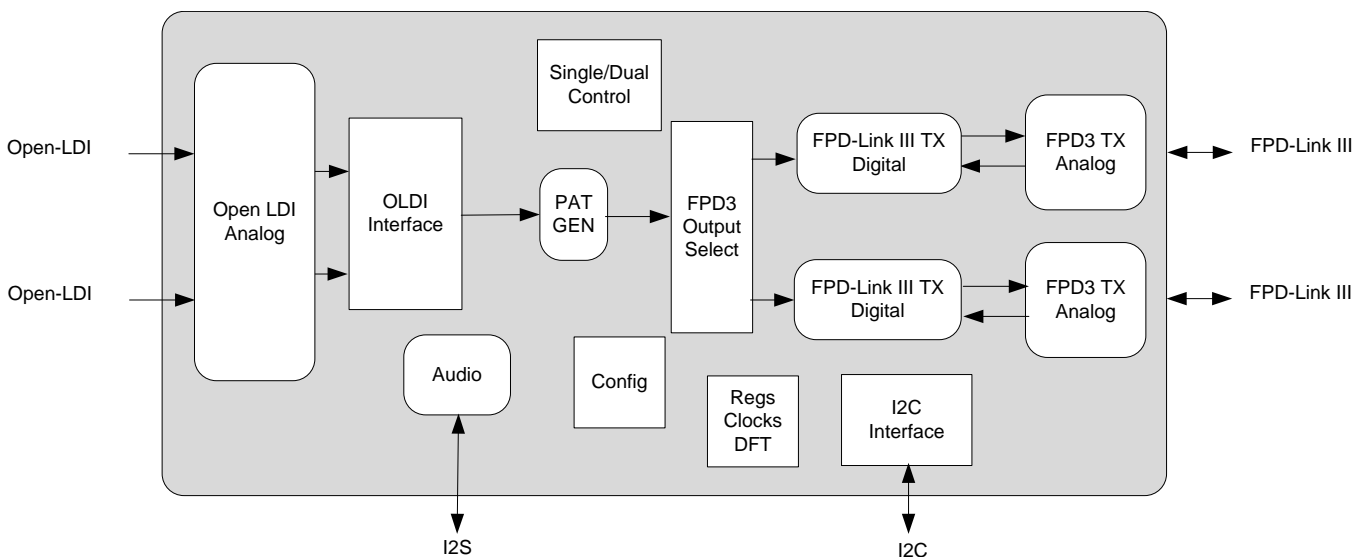 Single/Dual
Control
Open-LDI
Open LDI
Analog
OLDI
Interface
PAT
GEN
FPD3
Output
Select
FPD-Link III TX
Digital
FPD3 TX
Analog
FPD-Link III
Open-LDI
FPD-Link III TX
Digital
FPD3 TX
Analog
FPD-Link III
Audio
Config
Regs
Clocks
DFT
I2C
Interface
I2S
I2C